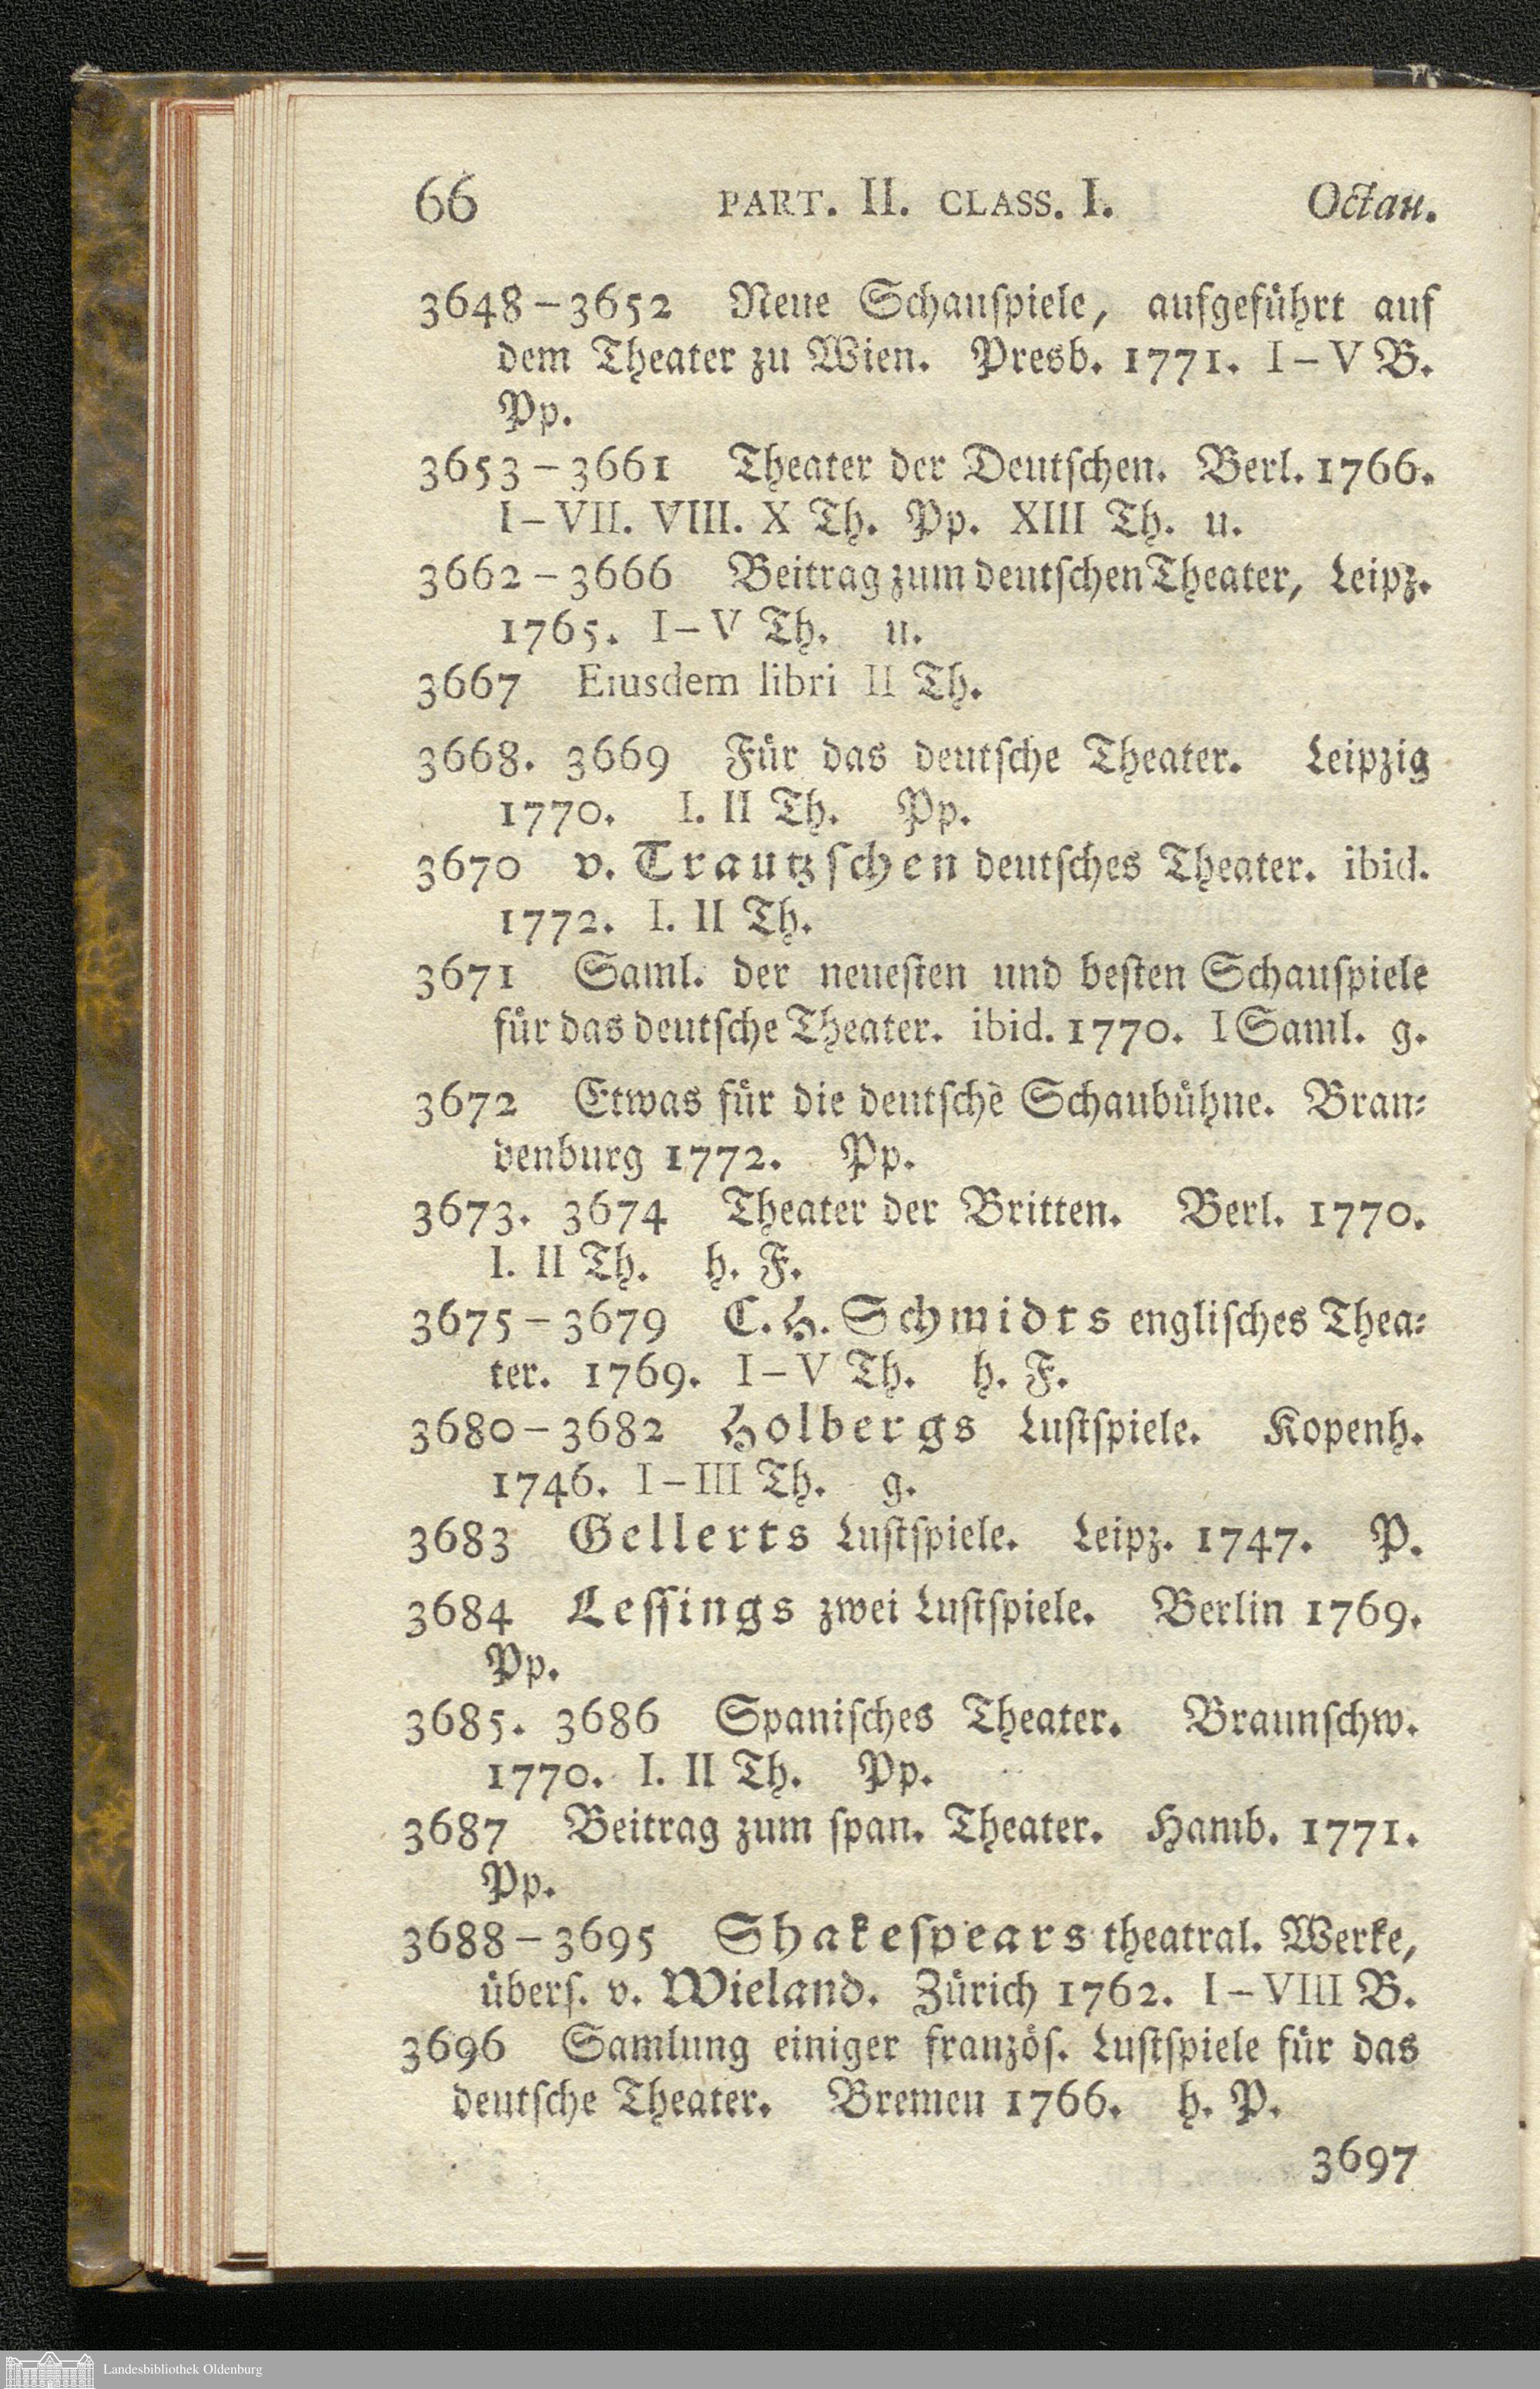 66 PART. II. CLASS. I. Octau.
3648–3652 Neue Schauſpiele, aufgeführt auf
dem Theater zu Wien. Presb. 1771. I–V B.
Pp.
3653–3661 Theater der Deutſchen. Berl. 1766.
I–VII. VIII. X Th. Pp. XIII Th. u.
3662–3666 Beitrag zum deutſchen Theater, Leipz.
1765. I–V Th. u.
3667 Eiusdem libri II Th.
3668. 3669 Für das deutſche Theater. Leipzig
1770. I. II Th. Pp.
3670 v. Trautzſchen deutſches Theater. ibid.
1772. I. II Th.
3671 Saml. der neueſten und beſten Schauſpiele
für das deutſche Theater. ibid. 1770. I Saml. g.
3672 Etwas für die deutſche Schaubühne. Bran⸗
denburg 1772. Pp.
3673. 3674 Theater der Britten. Berl. 1770.
I. II Th. h. F.
3675–3679 C. H. Schmidts engliſches Thea⸗
ter. 1769. I–V Th. h. F.
3680–3682 Holbergs Luſtſpiele. Kopenh.
1746. I–III Th. g.
3683 Gellerts Luſtſpiele. Leipz. 1747. P.
3684 Leſſings zwei Luſtſpiele. Berlin 1769.
Pp.
3685. 3686 Spaniſches Theater. Braunſchw.
1770. I. II Th. Pp.
3687 Beitrag zum ſpan. Theater. Hamb. 1771.
Pp.
3688–3695 Shakeſpears theatral. Werke,
überſ. v. Wieland. Zürich 1762. I–VIII B.
3696 Samlung einiger franzöſ. Luſtſpiele für das
deutſche Theater. Bremen 1766. h. P.
3697
Landesbibliothek Oldenburg